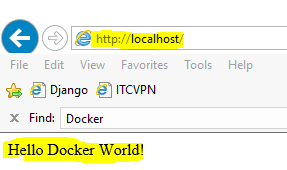 http://localhost/
File Edit View Favorites Tools Help
Django ITCVPN
x Find: Docker
Hello Docker World!